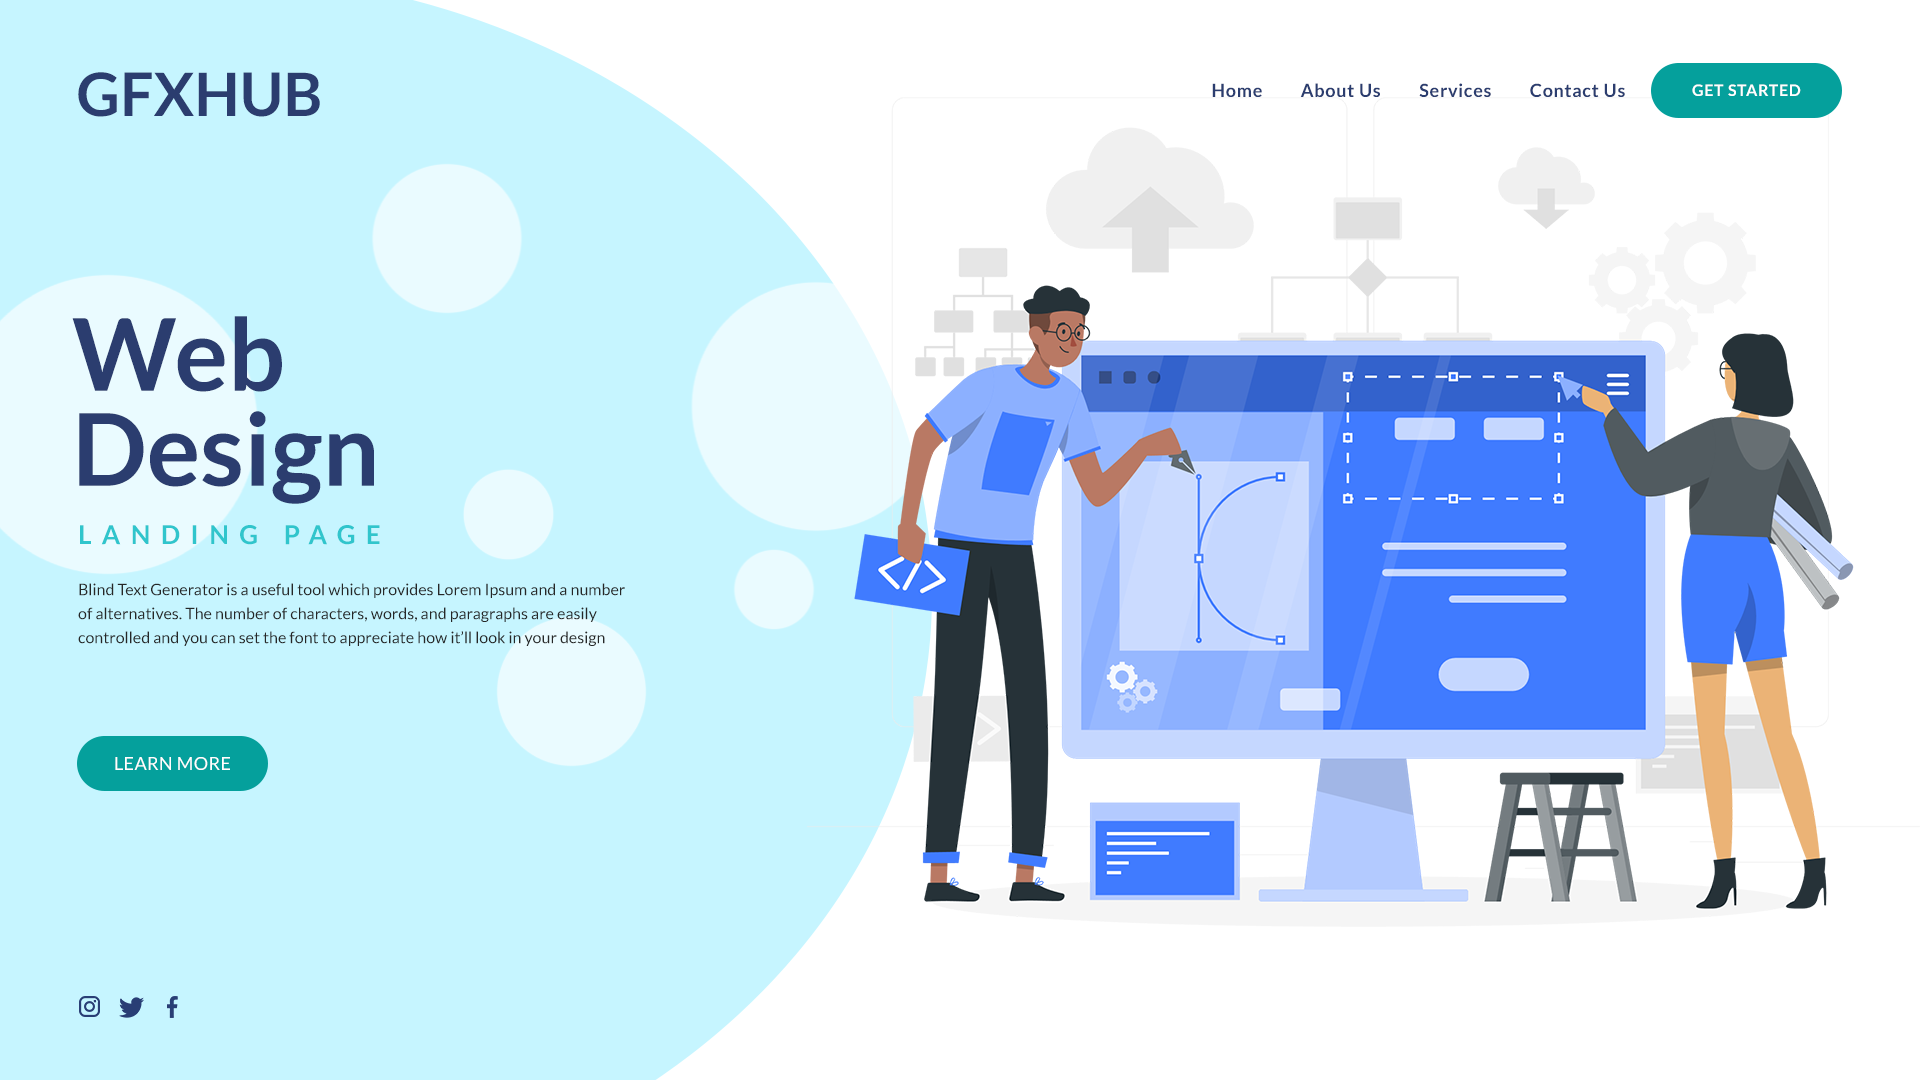 GFXHUB
Home About Us Services Contact Us GET STARTED
Web
Design
LANDING PAGE
Blind Text Generator is a useful tool which provides Lorem Ipsum and a number
of alternatives. The number of characters, words, and paragraphs are easily
controlled and you can set the font to appreciate how it’ll look in your design
LEARN MORE
</>